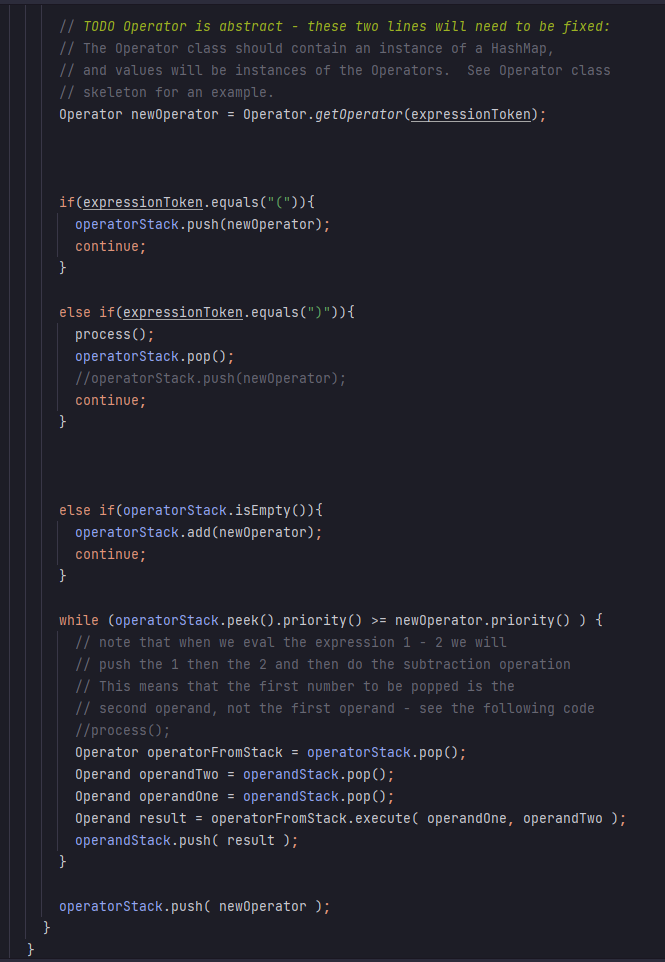 // TODO Operator is abstract - these two lines will need to be fixed:
// The Operator class should contain an instance of a HashMap,
// and values will be instances of the Operators.  See Operator class
// skeleton for an example.
Operator newOperator = Operator.getOperator(expressionToken);
if(expressionToken.equals("(")){
operatorStack.push(newOperator);
continue;
}
else if(expressionToken.equals(")")){
process();
operatorStack.pop();
//operatorStack.push(newOperator);
continue;
}
else if(operatorStack.isEmpty()){
operatorStack.add(newOperator);
continue;
}
while (operatorStack.peek().priority() >= newOperator.priority() ) {
// note that when we eval the expression 1 - 2 we will
// push the 1 then the 2 and then do the subtraction operation
// This means that the first number to be popped is the
// second operand, not the first operand - see the following code
//process();
Operator operatorFromStack = operatorStack.pop();
Operand operandTwo = operandStack.pop();
Operand operandOne = operandStack.pop();
Operand result = operatorFromStack.execute( operandOne, operandTwo );
operandStack.push( result );
}
operatorStack.push( newOperator );
}
}